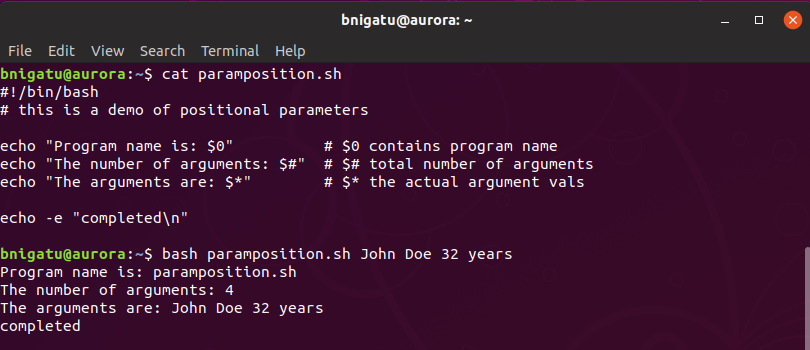 bnigatu@aurora: ~
File Edit View Search Terminal Help
bnigatu@aurora:~$ cat paramposition.sh
#!/bin/bash
# this is a demo of positional parameters
echo "Program name is: $0"          # $0 contains program name
echo "The number of arguments: $#"  # $# total number of arguments
echo "The arguments are: $*"        # $* the actual argument vals
echo -e "completed\n"
bnigatu@aurora:~$ bash paramposition.sh John Doe 32 years
Program name is: paramposition.sh
The number of arguments: 4
The arguments are: John Doe 32 years
completed